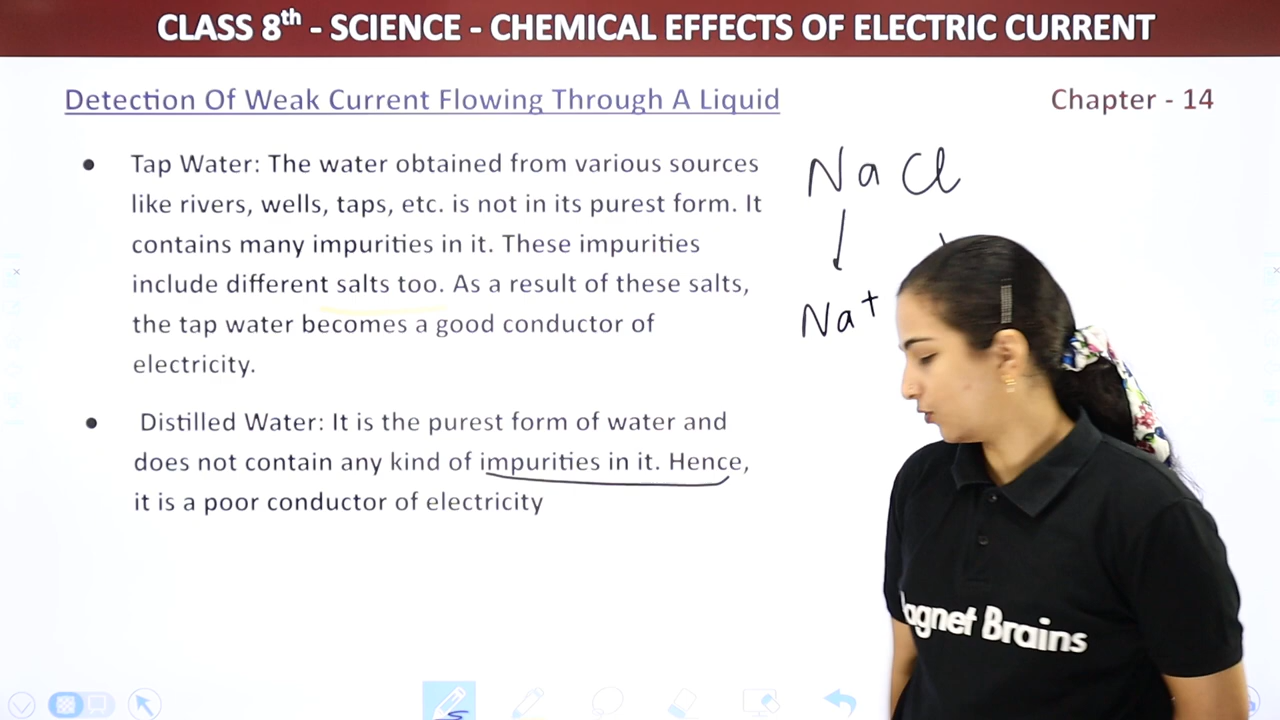 CLASS 8th - SCIENCE - CHEMICAL EFFECTS OF ELECTRIC CURRENT
Detection Of Weak Current Flowing Through A Liquid
Chapter - 14
● Tap Water: The water obtained from various sources
like rivers, wells, taps, etc. is not in its purest form. It
contains many impurities in it. These impurities
include different salts too. As a result of these salts,
the tap water becomes a good conductor of
electricity.
● Distilled Water: It is the purest form of water and
does not contain any kind of impurities in it. Hence,
it is a poor conductor of electricity
NaCl
Na+
agnet Brains